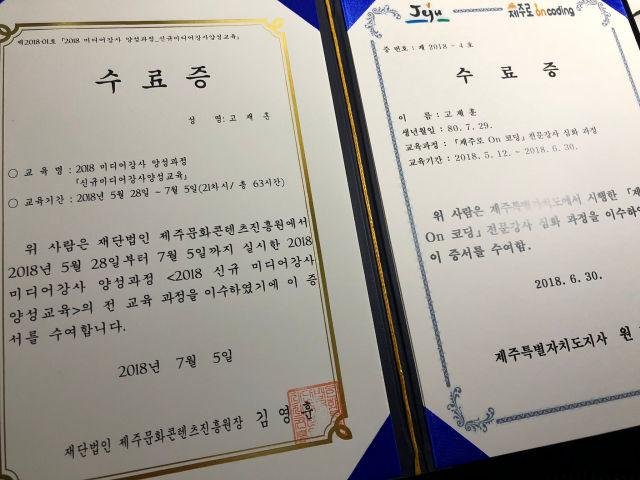 제2018-01호 「2018 미디어강사 양성과정_신규미디어강사양성교육」
수 료 증
성 명:고 재 훈
○ 교 육 명 : 2018 미디어강사 양성과정
「신규미디어강사양성교육」
○ 교육기간 : 2018년 5월 28일 ~ 7월 5일(21차시/ 총 63시간)
위 사람은 재단법인 제주문화콘텐츠진흥원에서
2018년 5월 28일부터 7월 5일까지 실시한 2018
미디어강사 양성과정 <2018 신규 미디어강사
양성교육>의 전 교육 과정을 이수하였기에 이 증
서를 수여합니다.
2018년 7월 5일
재단법인 제주문화콘텐츠진흥원장 김 영 훈
Jeju 제주로 on coding
증 번호 : 제 2018 - 4 호
수 료 증
이 름 : 고 재 훈
생년월일 : 80. 7. 29.
교육과정 : 「제주로 On 코딩」 전문강사 심화 과정
교육기간 : 2018. 5. 12. ~ 2018. 6. 30.
위 사람은 제주특별자치도에서 시행한 「제
On 코딩」 전문강사 심화 과정을 이수하
이 증서를 수여함.
2018. 6. 30.
제주특별자치도지사 원